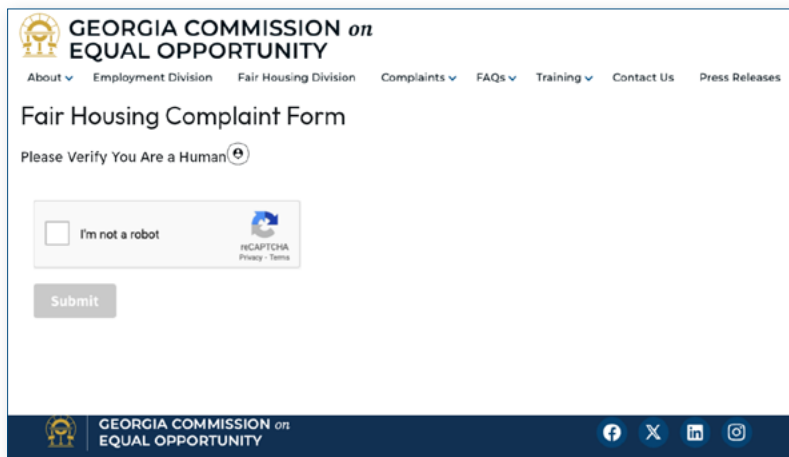 GEORGIA COMMISSION on
EQUAL OPPORTUNITY
About Employment Division Fair Housing Division Complaints FAQs Training Contact Us Press Releases
Fair Housing Complaint Form
Please Verify You Are a Human
I'm not a robot
reCAPTCHA
Privacy - Terms
Submit
GEORGIA COMMISSION on
EQUAL OPPORTUNITY